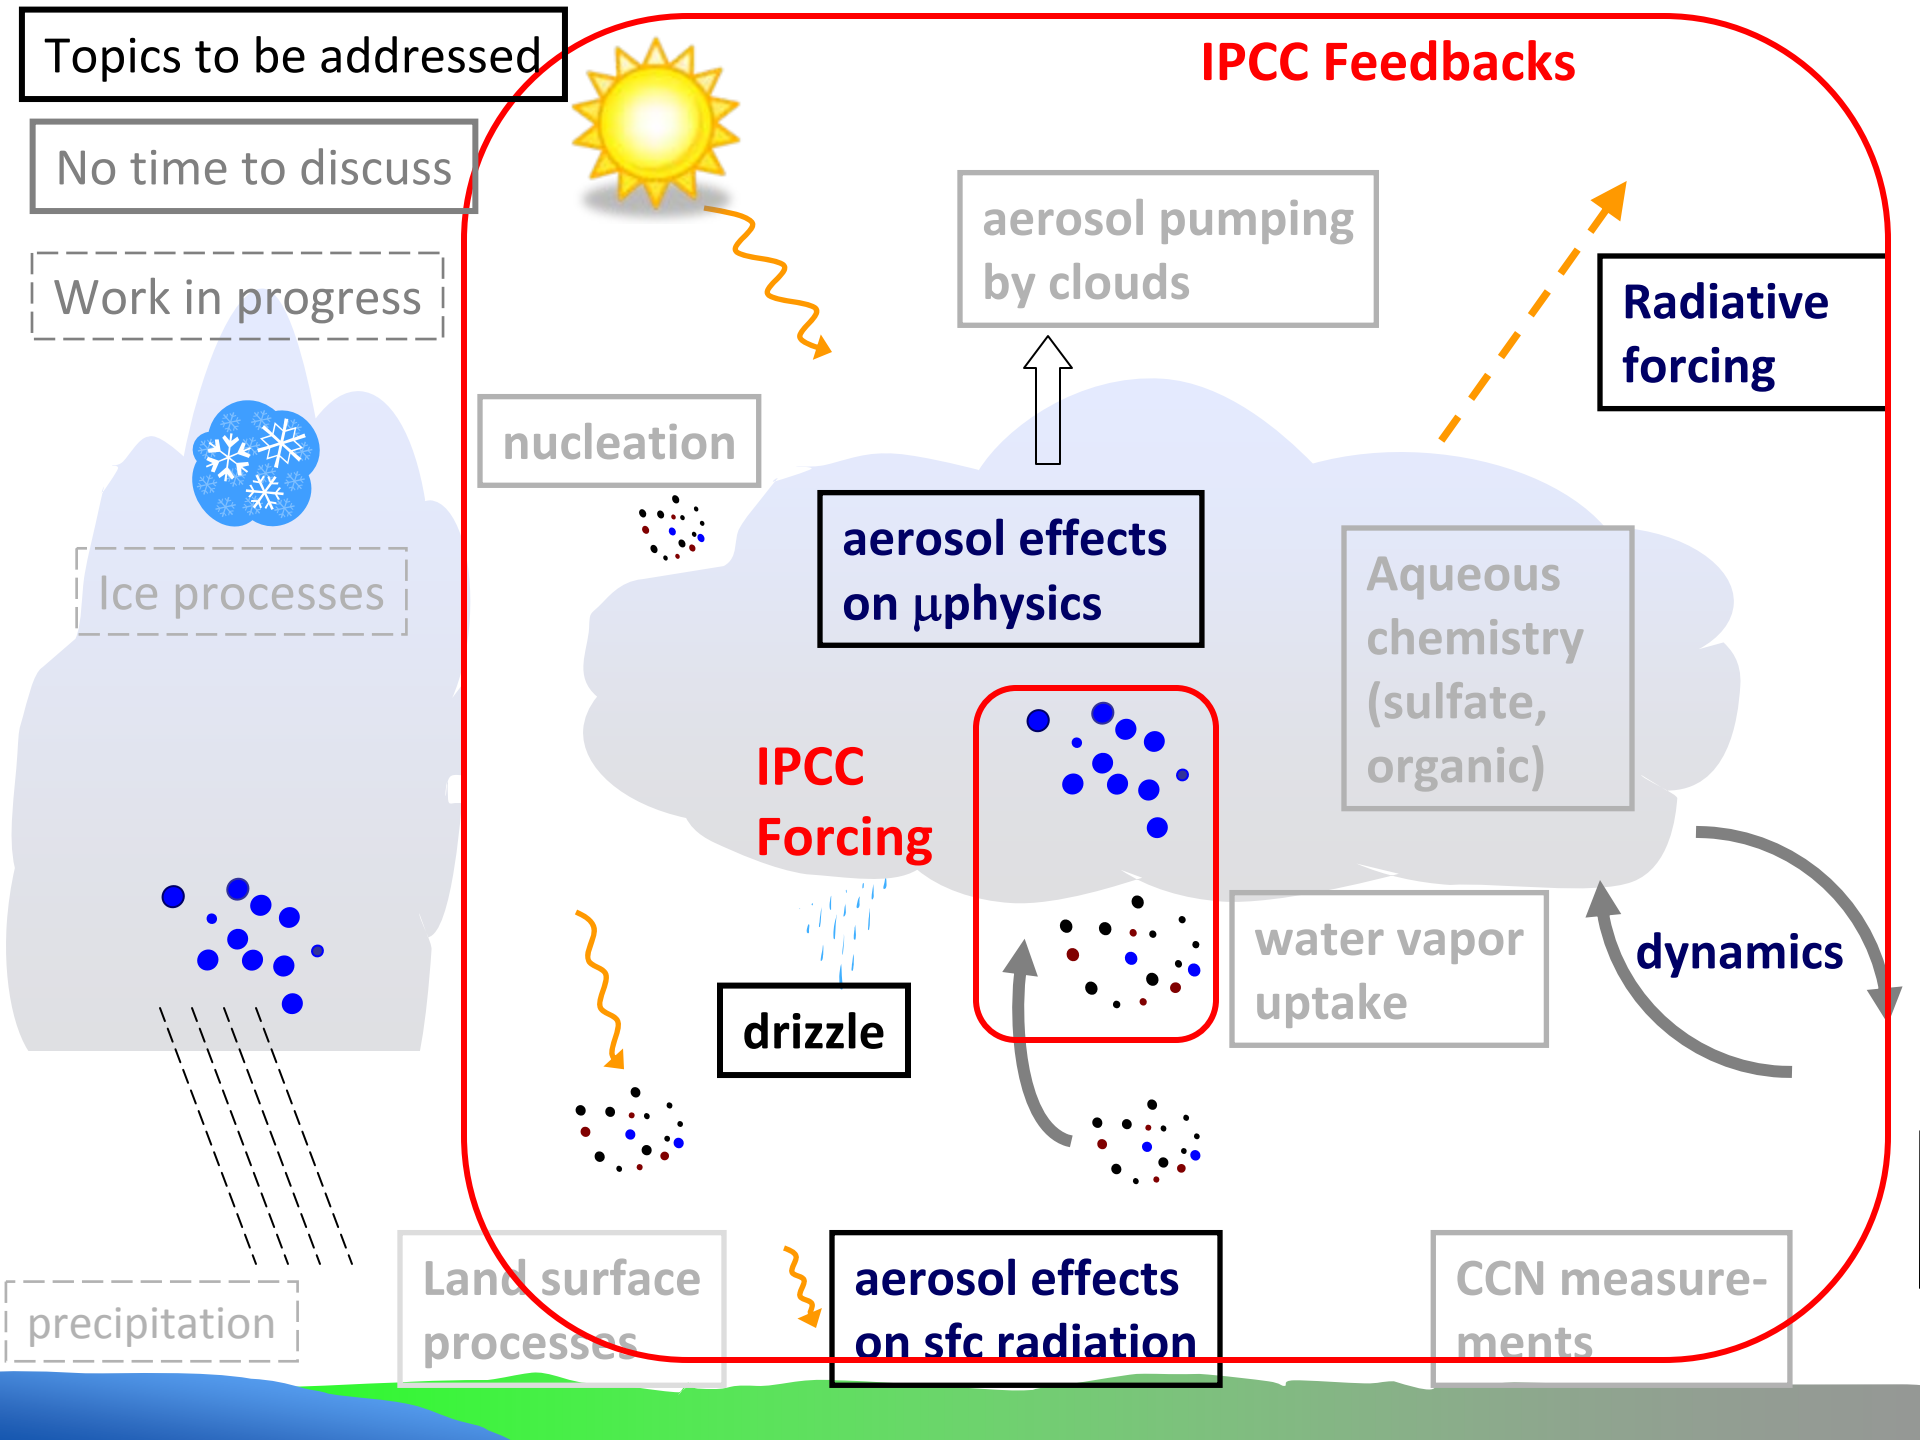 Topics to be addressed
IPCC Feedbacks
No time to discuss
aerosol pumping
by clouds
Work in progress
Radiative
forcing
nucleation
aerosol effects
on μphysics
Ice processes
Aqueous
chemistry
(sulfate,
organic)
IPCC
Forcing
water vapor
uptake
dynamics
drizzle
Land surface
processes
aerosol effects
on sfc radiation
CCN measure-
ments
precipitation